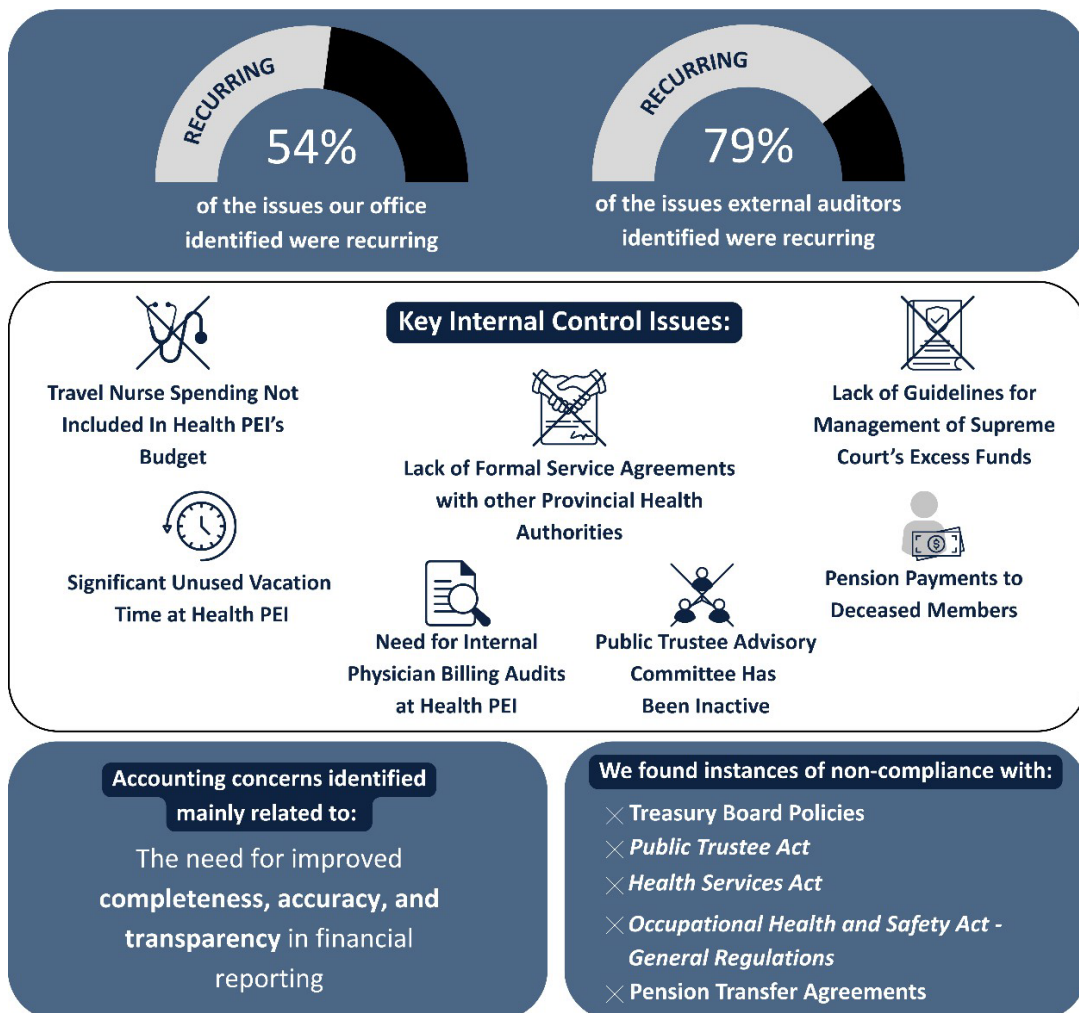 RECURRING
54%
of the issues our office
identified were recurring
RECURRING
79%
of the issues external auditors
identified were recurring
Key Internal Control Issues:
Travel Nurse Spending Not
Included In Health PEI's
Budget
Lack of Formal Service Agreements
with other Provincial Health
Authorities
Lack of Guidelines for
Management of Supreme
Court's Excess Funds
Significant Unused Vacation
Time at Health PEI
Need for Internal
Physician Billing Audits
at Health PEI
Public Trustee Advisory
Committee Has
Been Inactive
$
Pension Payments to
Deceased Members
Accounting concerns identified
mainly related to:
The need for improved
completeness, accuracy, and
transparency in financial
reporting
We found instances of non-compliance with:
Treasury Board Policies
Public Trustee Act
Health Services Act
Occupational Health and Safety Act -
General Regulations
Pension Transfer Agreements